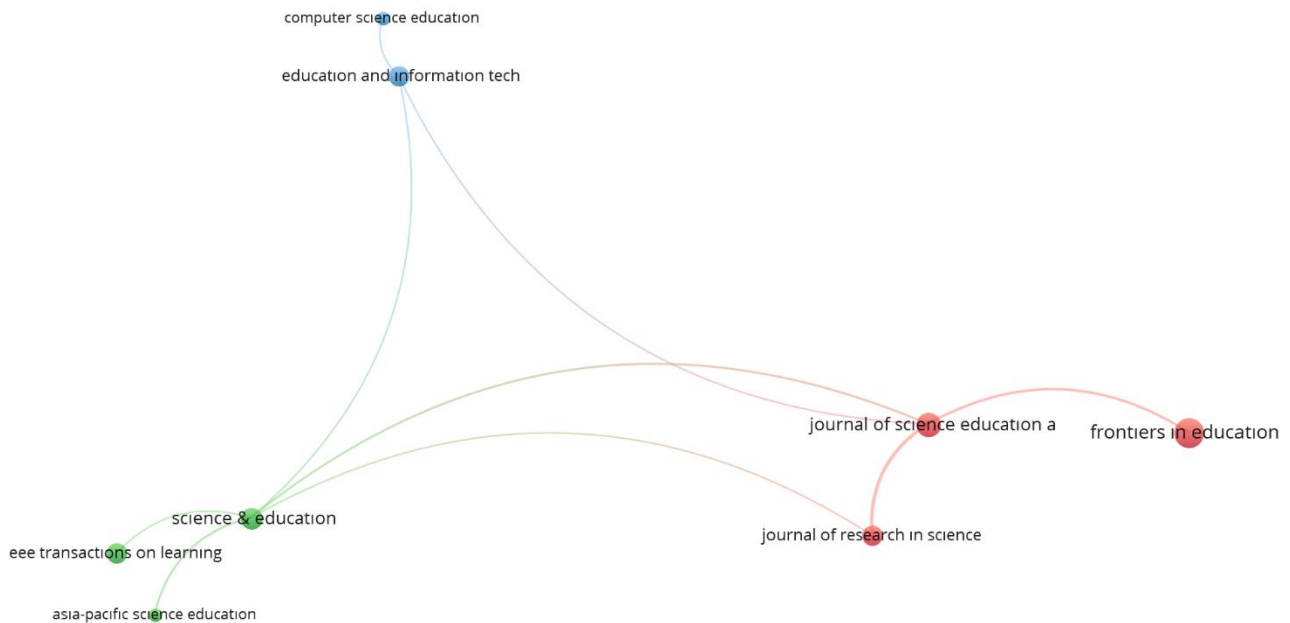 computer science education
education and information tech
journal of science education a
frontiers in education
science & education
journal of research in science
eee transactions on learning
asia-pacific science education